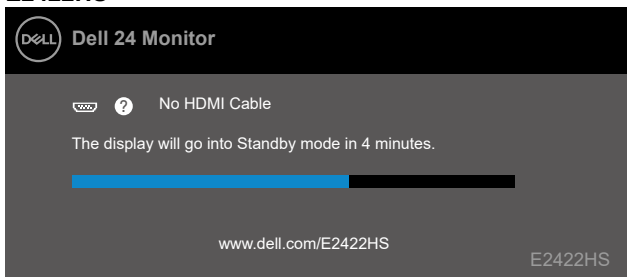 E2422HS
DELL Dell 24 Monitor
? No HDMI Cable
The display will go into Standby mode in 4 minutes.
www.dell.com/E2422HS
E2422HS